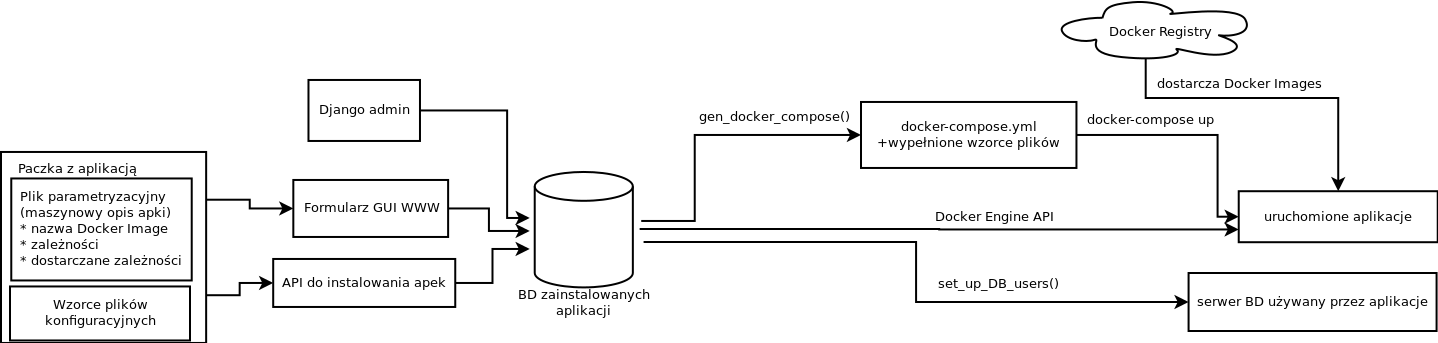 Docker Registry
dostarcza Docker Images
Django admin
gen_docker_compose()
docker-compose.yml
+wypełnione wzorce plików
docker-compose up
Paczka z aplikacją
Plik parametryzacyjny
(maszynowy opis apki)
* nazwa Docker Image
* zależności
* dostarczane zależności
Wzorce plików
konfiguracyjnych
Formularz GUI WWW
API do instalowania apek
BD zainstalowanych
aplikacji
Docker Engine API
uruchomione aplikacje
set_up_DB_users()
serwer BD używany przez aplikacje